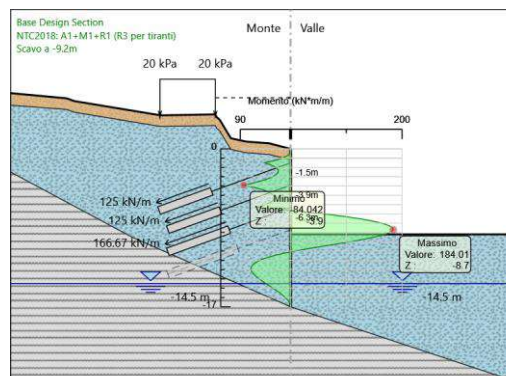 Base Design Section
NTC2018: A1+M1+R1 (R3 per tiranti)
Scavo a -9.2m
Monte
Valle
20 kPa
20 kPa
Momento (kN*m/m)
90
200
0
-1.5m
-3.9m
125 kN/m
125 kN/m
166.67 kN/m
Minimo
Valore -84.042
Z : -3.9
-6.3m
Massimo
Valore: 184.01
Z : -8.7
-14.5 m
-14.5 m
-17